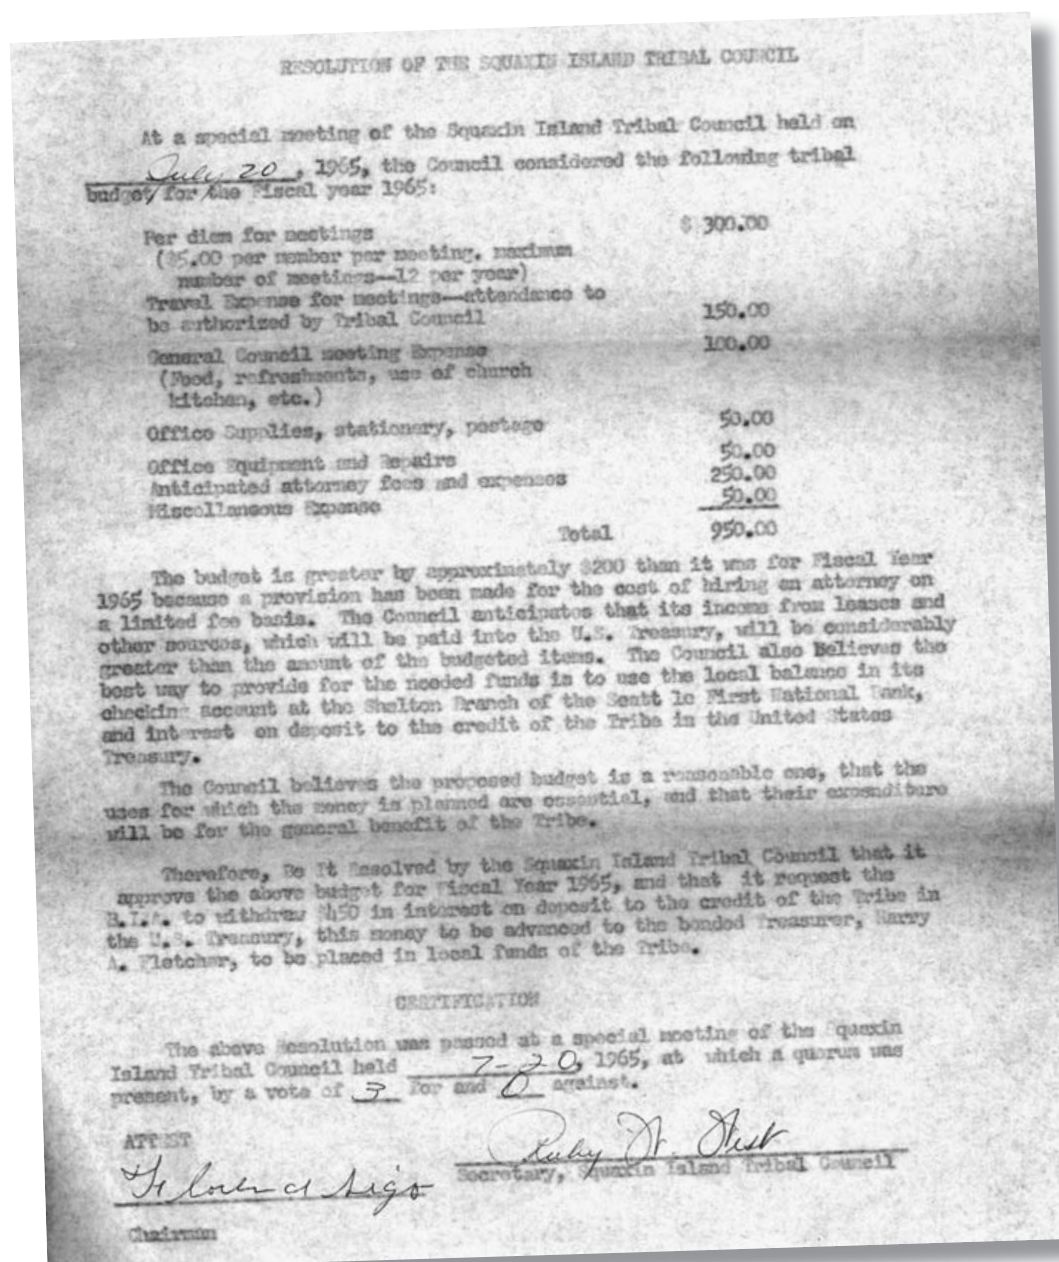 RESOLUTION OF THE SQUAXIN ISLAND TRIBAL COUNCIL
At a special meeting of the Squaxin Island Tribal Council held on
July 20, 1965, the Council considered the following tribal
budget for the Fiscal year 1965:
Per diem for meetings $ 300.00
($5.00 per member per meeting, maximum
number of meetings—12 per year)
Travel Expense for meetings—attendance to
be authorized by Tribal Council 150.00
General Council meeting Expense 100.00
(Food, refreshments, use of church
kitchen, etc.)
Office Supplies, stationery, postage 50.00
Office Equipment and Repairs 50.00
Anticipated attorney fees and expenses 250.00
Miscellaneous Expense 50.00
Total 950.00
The budget is greater by approximately $200 than it was for Fiscal Year
1965 because a provision has been made for the cost of hiring an attorney on
a limited fee basis. The Council anticipates that its income from leases and
other sources, which will be paid into the U.S. Treasury, will be considerably
greater than the amount of the budgeted items. The Council also Believes the
best way to provide for the needed funds is to use the local balance in its
checking account at the Shelton Branch of the Seatt le First National Bank,
and interest on deposit to the credit of the Tribe in the United States
Treasury.
The Council believes the proposed budget is a reasonable one, that the
uses for which the money is planned are essential, and that their expenditure
will be for the general benefit of the Tribe.
Therefore, Be It Resolved by the Squaxin Island Tribal Council that it
approve the above budget for Fiscal Year 1965, and that it request the
B.I.A. to withdraw $450 in interest on deposit to the credit of the Tribe in
the U.S. Treasury, this money to be advanced to the bonded Treasurer, Harry
A. Fletcher, to be placed in local funds of the Tribe.
CERTIFICATION
The above Resolution was passed at a special meeting of the Squaxin
Island Tribal Council held 7-20, 1965, at which a quorum was
present, by a vote of 3 for and 0 against.
ATTEST
Ruby W. West
Secretary, Squaxin Island Tribal Council
Sigo
Chairman